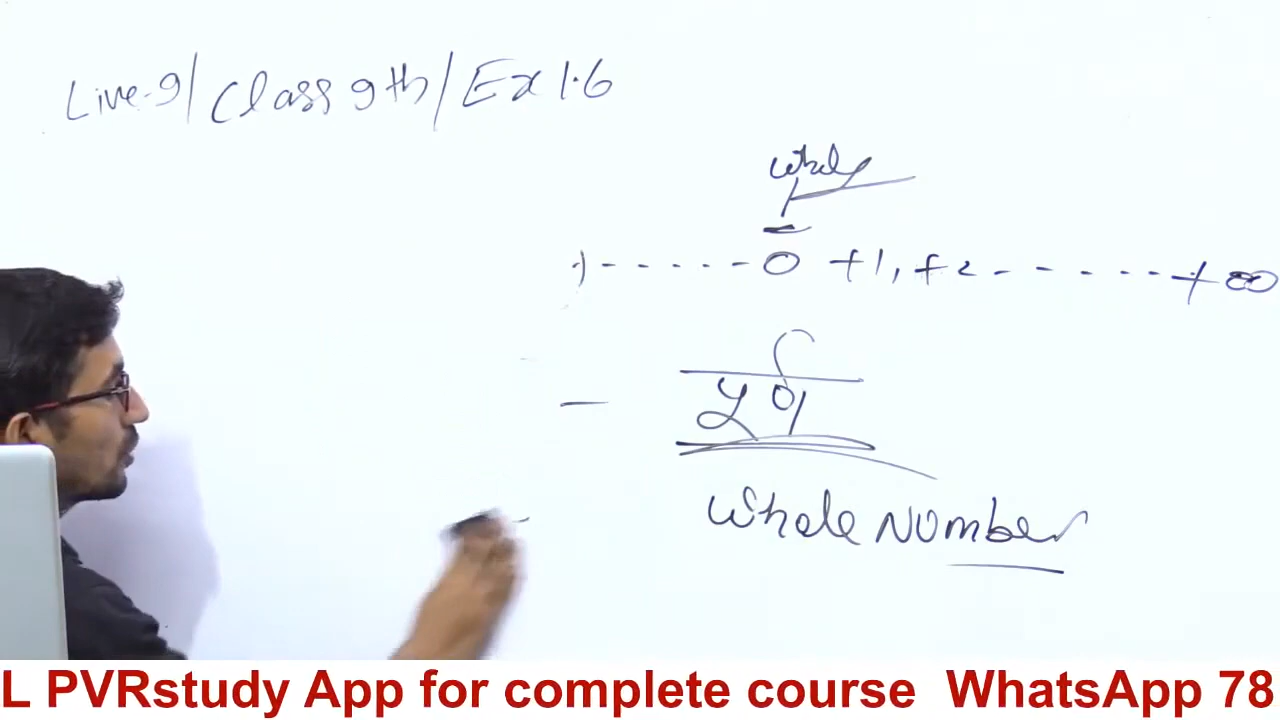 Live-9/Class 9th/Ex 1.6
whole
0 +1, +2 ------ +∞
Whole Number
L PVRstudy App for complete course WhatsApp 78